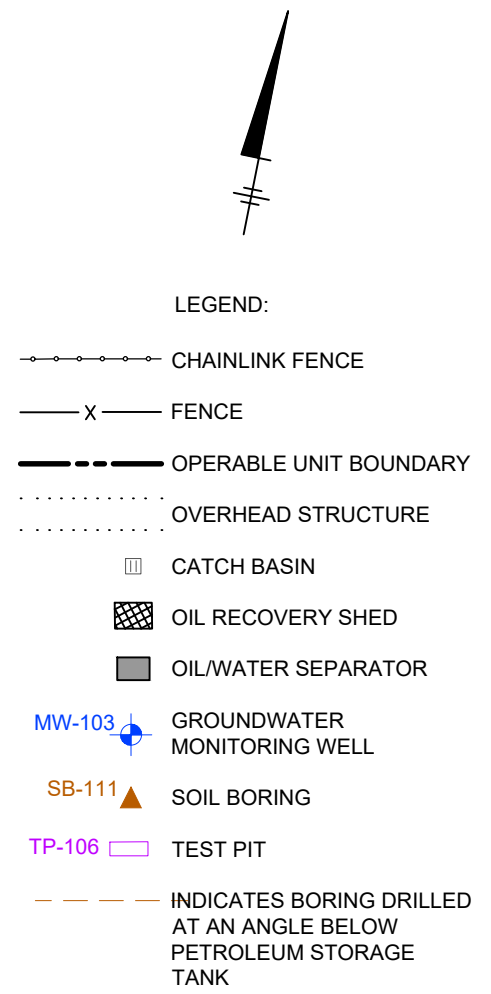 LEGEND:
CHAINLINK FENCE
X FENCE
OPERABLE UNIT BOUNDARY
OVERHEAD STRUCTURE
CATCH BASIN
OIL RECOVERY SHED
OIL/WATER SEPARATOR
MW-103 GROUNDWATER
MONITORING WELL
SB-111 SOIL BORING
TP-106 TEST PIT
INDICATES BORING DRILLED
AT AN ANGLE BELOW
PETROLEUM STORAGE
TANK